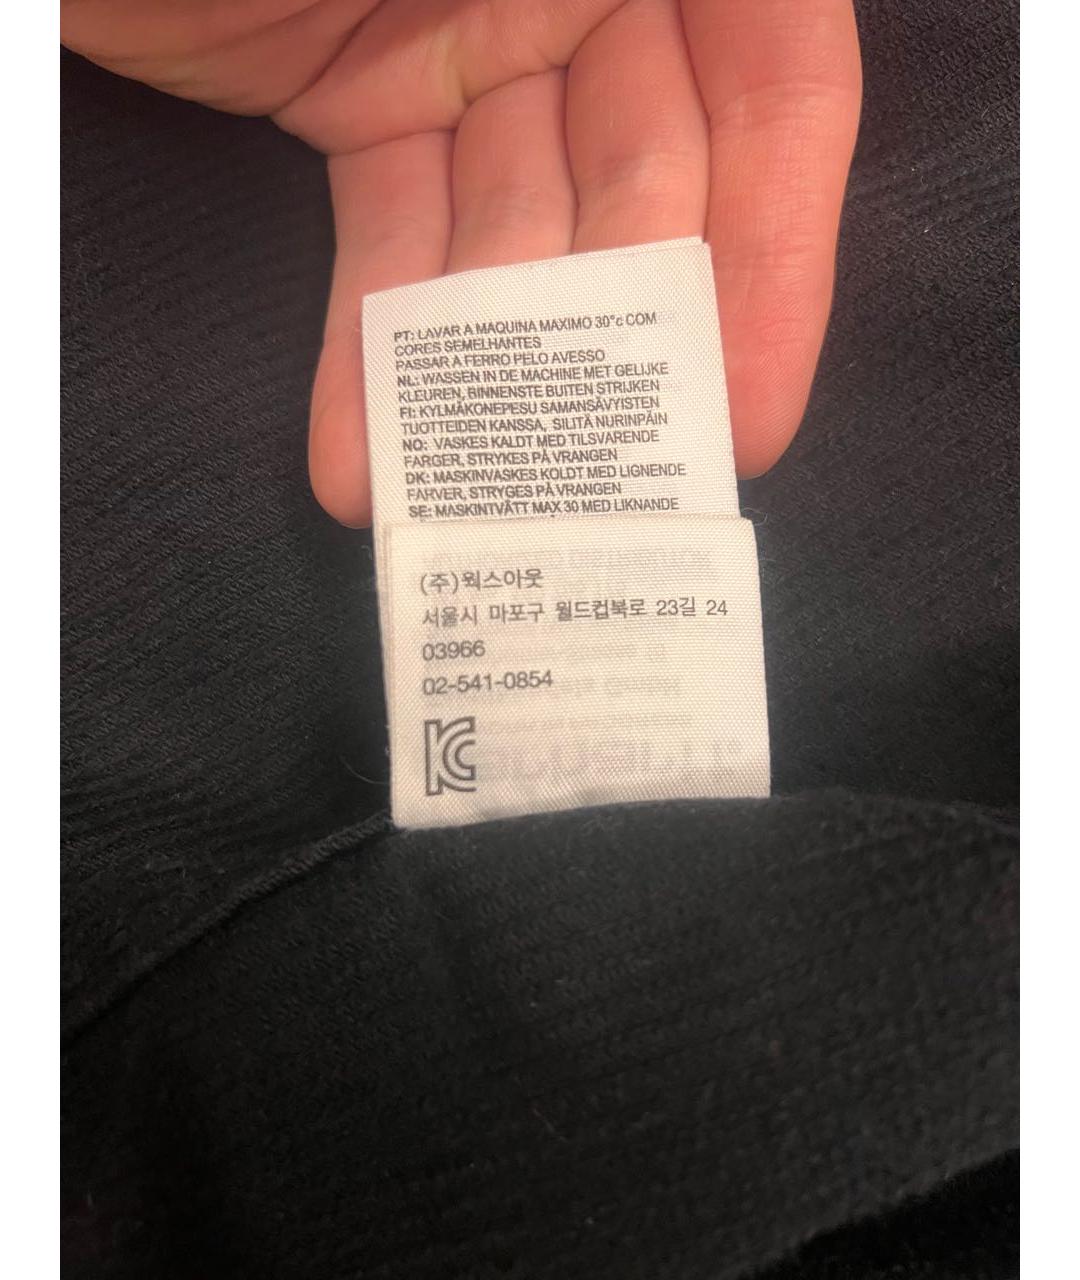 PT: LAVAR A MAQUINA MAXIMO 30°c COM
CORES SEMELHANTES
PASSAR A FERRO PELO AVESSO
NL: WASSEN IN DE MACHINE MET GELIJKE
KLEUREN, BINNENSTE BUITEN STRIJKEN
FI: KYLMÄKONEPESU SAMANSÄVYISTEN
TUOTTEIDEN KANSSA, SILITÄ NURINPÄIN
NO: VASKES KALDT MED TILSVARENDE
FARGER, STRYKES PÅ VRANGEN
DK: MASKINVASKES KOLDT MED LIGNENDE
FARVER, STRYGES PÅ VRANGEN
SE: MASKINTVÄTT MAX 30 MED LIKNANDE
(주)웍스아웃
서울시 마포구 월드컵북로 23길 24
03966
02-541-0854
KC